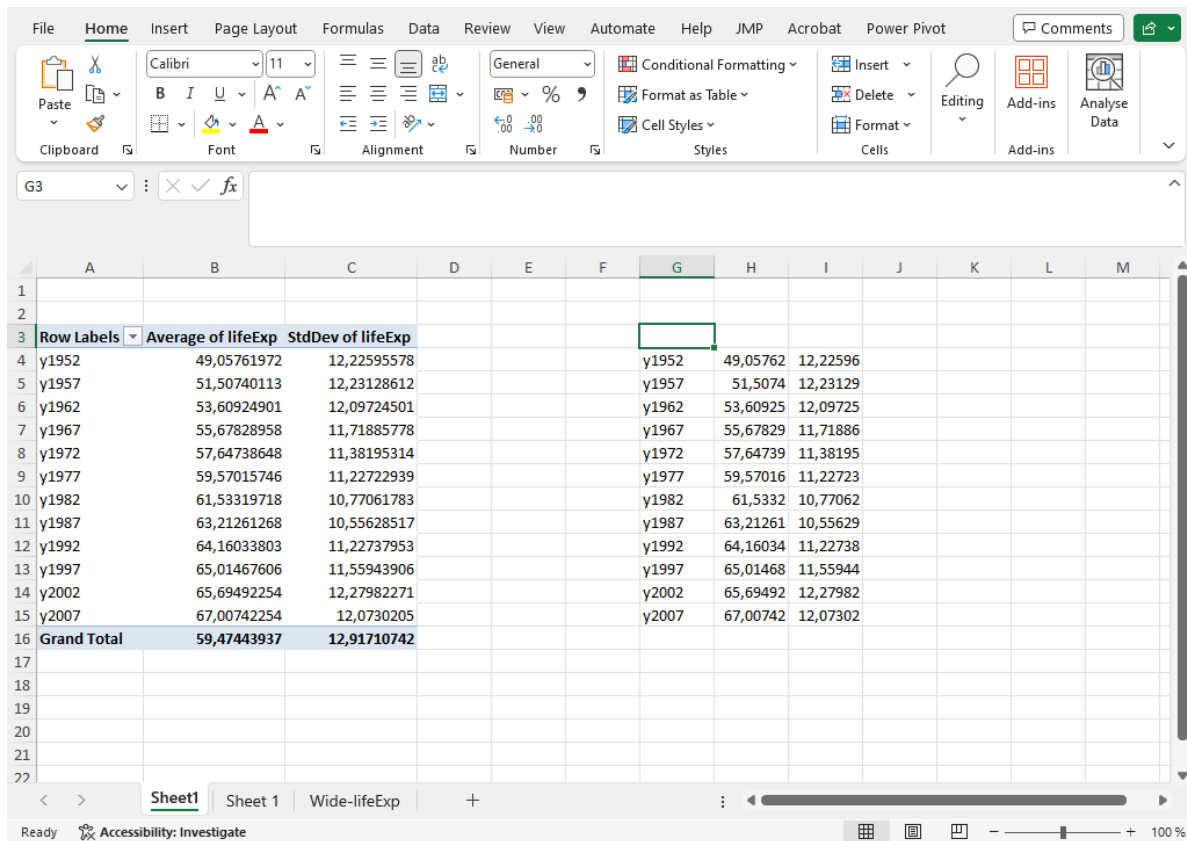 File Home Insert Page Layout Formulas Data Review View Automate Help JMP Acrobat Power Pivot Comments
Calibri 11 General Conditional Formatting Insert
Paste B I U A A % 9 Format as Table Delete Editing Add-ins Analyse Data
A Cell Styles Format
Clipboard Font Alignment Number Styles Cells Add-ins
G3 fx
A B C D E F G H I J K L M
1
2
3 Row Labels Average of lifeExp StdDev of lifeExp
4 y1952 49,05761972 12,22595578 y1952 49,05762 12,22596
5 y1957 51,50740113 12,23128612 y1957 51,5074 12,23129
6 y1962 53,60924901 12,09724501 y1962 53,60925 12,09725
7 y1967 55,67828958 11,71885778 y1967 55,67829 11,71886
8 y1972 57,64738648 11,38195314 y1972 57,64739 11,38195
9 y1977 59,57015746 11,22722939 y1977 59,57016 11,22723
10 y1982 61,53319718 10,77061783 y1982 61,5332 10,77062
11 y1987 63,21261268 10,55628517 y1987 63,21261 10,55629
12 y1992 64,16033803 11,22737953 y1992 64,16034 11,22738
13 y1997 65,01467606 11,55943906 y1997 65,01468 11,55944
14 y2002 65,69492254 12,27982271 y2002 65,69492 12,27982
15 y2007 67,00742254 12,0730205 y2007 67,00742 12,07302
16 Grand Total 59,47443937 12,91710742
17
18
19
20
21
22
Sheet1 Sheet 1 Wide-lifeExp +
Ready Accessibility: Investigate - + 100 %